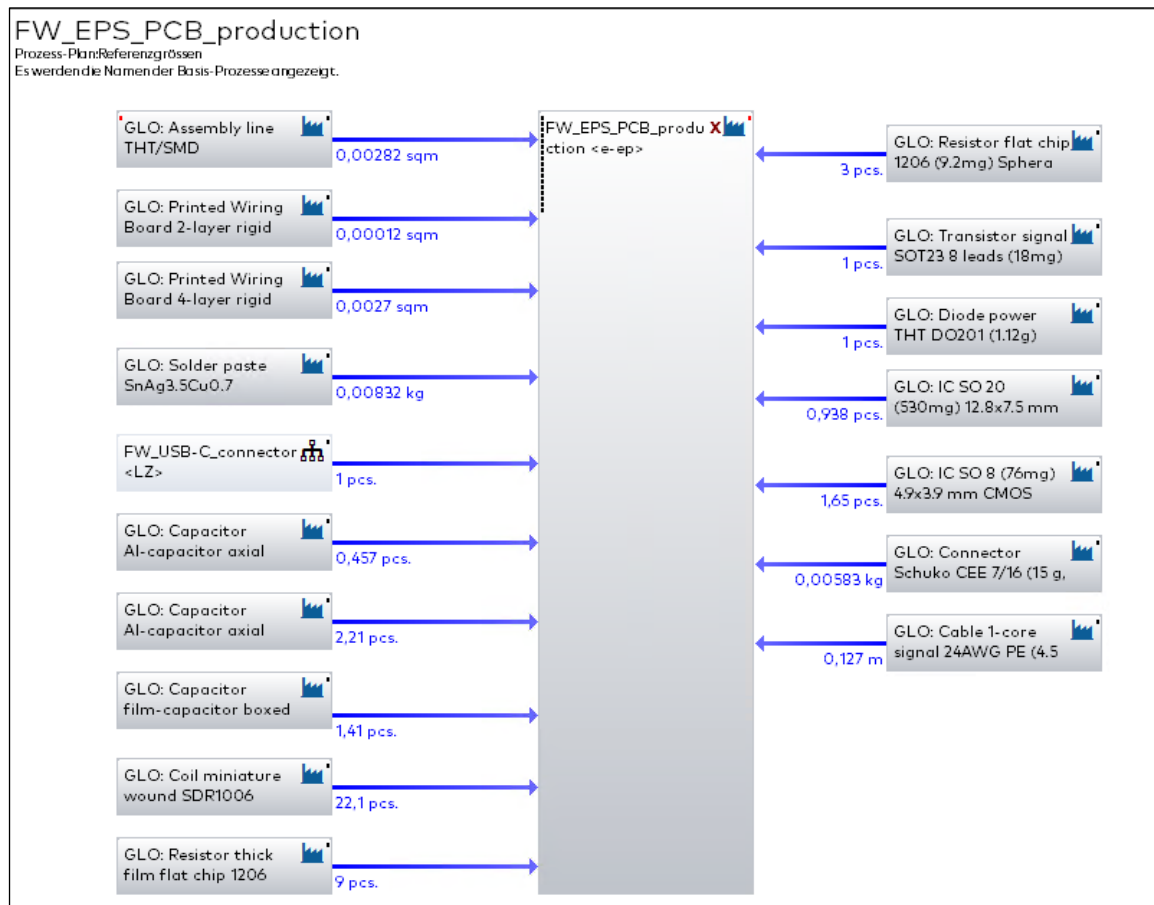 FW_EPS_PCB_production
Prozess-Plan:Referenzgrössen
Es werden die Namen der Basis-Prozesse angezeigt.
GLO: Assembly line
THT/SMD
0,00282 sqm
GLO: Printed Wiring
Board 2-layer rigid
0,00012 sqm
GLO: Printed Wiring
Board 4-layer rigid
0,0027 sqm
GLO: Solder paste
SnAg3.5Cu0.7
0,00832 kg
FW_USB-C_connector
<LZ>
1 pcs.
GLO: Capacitor
Al-capacitor axial
0,457 pcs.
GLO: Capacitor
Al-capacitor axial
2,21 pcs.
GLO: Capacitor
film-capacitor boxed
1,41 pcs.
GLO: Coil miniature
wound SDR1006
22,1 pcs.
GLO: Resistor thick
film flat chip 1206
9 pcs.
FW_EPS_PCB_produ X
ction <e-ep>
GLO: Resistor flat chip
1206 (9.2mg) Sphera
3 pcs.
GLO: Transistor signal
SOT23 8 leads (18mg)
1 pcs.
GLO: Diode power
THT DO201 (1.12g)
1 pcs.
GLO: IC SO 20
(530mg) 12.8x7.5 mm
0,938 pcs.
GLO: IC SO 8 (76mg)
4.9x3.9 mm CMOS
1,65 pcs.
GLO: Connector
Schuko CEE 7/16 (15 g,
0,00583 kg
GLO: Cable 1-core
signal 24AWG PE (4.5
0,127 m